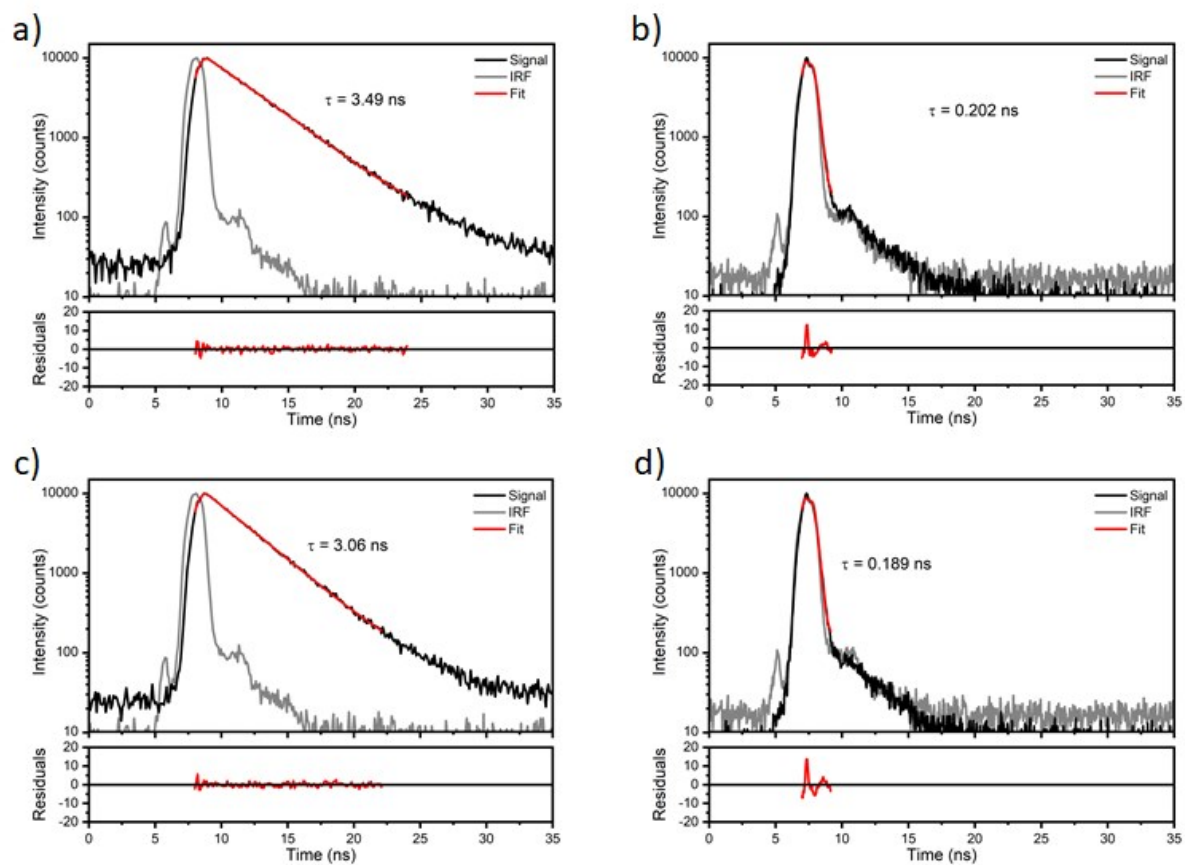 a)
10000
1000
100
10
Intensity (counts)
Signal
IRF
Fit
τ = 3.49 ns
20
10
0
-10
-20
Residuals
0 5 10 15 20 25 30 35
Time (ns)
b)
10000
1000
100
10
Intensity (counts)
Signal
IRF
Fit
τ = 0.202 ns
20
10
0
-10
-20
Residuals
0 5 10 15 20 25 30 35
Time (ns)
c)
10000
1000
100
10
Intensity (counts)
Signal
IRF
Fit
τ = 3.06 ns
20
10
0
-10
-20
Residuals
0 5 10 15 20 25 30 35
Time (ns)
d)
10000
1000
100
10
Intensity (counts)
Signal
IRF
Fit
τ = 0.189 ns
20
10
0
-10
-20
Residuals
0 5 10 15 20 25 30 35
Time (ns)